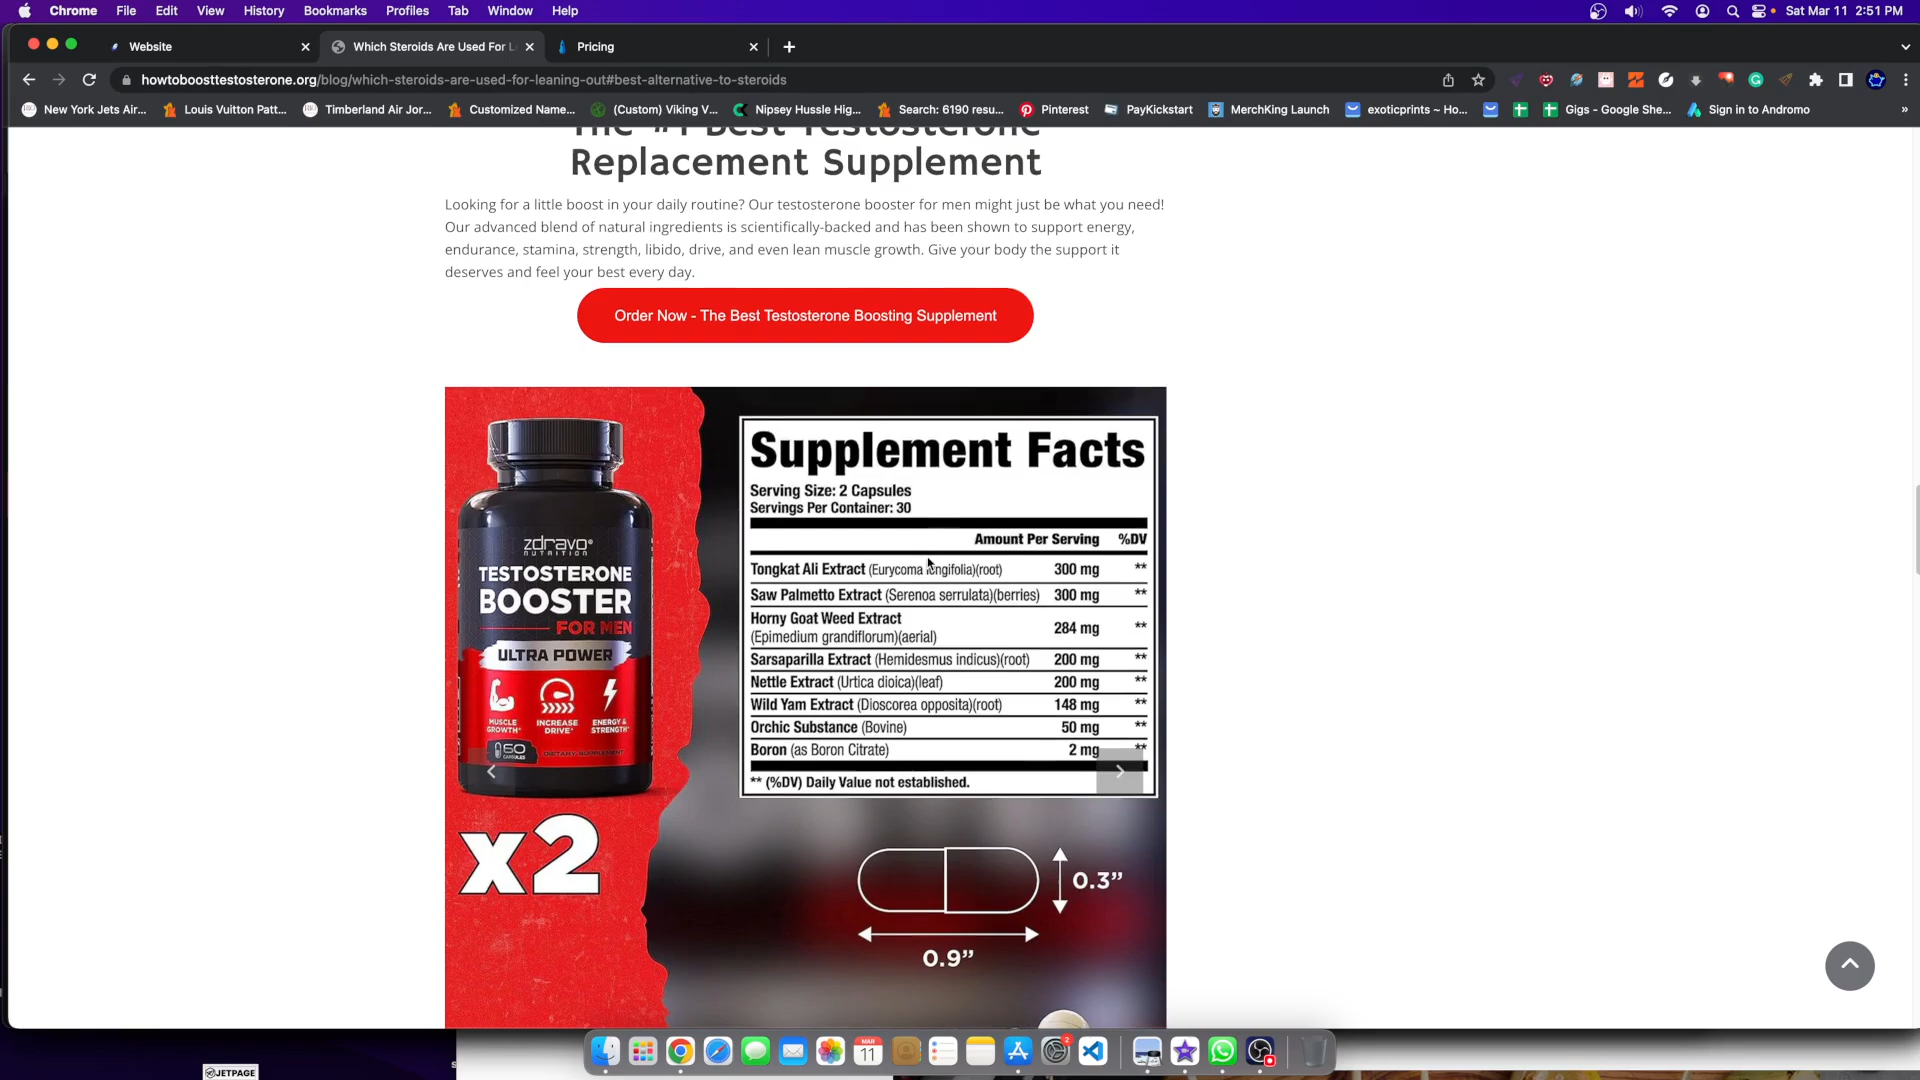 Chrome File Edit View History Bookmarks Profiles Tab Window Help
Sat Mar 11 2:51 PM
Website
Which Steroids Are Used For L
Pricing
howtoboosttestosterone.org/blog/which-steroids-are-used-for-leaning-out#best-alternative-to-steroids
New York Jets Air... Louis Vuitton Patt... Timberland Air Jor... Customized Name... (Custom) Viking V... Nipsey Hussle Hig... Search: 6190 resu... Pinterest PayKickstart MerchKing Launch exoticprints ~ Ho... Gigs - Google She... Sign in to Andromo »
The #1 Best Testosterone
Replacement Supplement
Looking for a little boost in your daily routine? Our testosterone booster for men might just be what you need!
Our advanced blend of natural ingredients is scientifically-backed and has been shown to support energy,
endurance, stamina, strength, libido, drive, and even lean muscle growth. Give your body the support it
deserves and feel your best every day.
Order Now - The Best Testosterone Boosting Supplement
zdravo®
NUTRITION
TESTOSTERONE
BOOSTER
FOR MEN
ULTRA POWER
MUSCLE GROWTH*
INCREASE DRIVE*
ENERGY & STRENGTH*
60 CAPSULES
DIETARY SUPPLEMENT
x2
Supplement Facts
Serving Size: 2 Capsules
Servings Per Container: 30
Amount Per Serving %DV
Tongkat Ali Extract (Eurycoma longifolia)(root) 300 mg **
Saw Palmetto Extract (Serenoa serrulata)(berries) 300 mg **
Horny Goat Weed Extract
(Epimedium grandiflorum)(aerial) 284 mg **
Sarsaparilla Extract (Hemidesmus indicus)(root) 200 mg **
Nettle Extract (Urtica dioica)(leaf) 200 mg **
Wild Yam Extract (Dioscorea opposita)(root) 148 mg **
Orchic Substance (Bovine) 50 mg **
Boron (as Boron Citrate) 2 mg **
** (%DV) Daily Value not established.
0.3”
0.9”
MAR
11
2
JETPAGE